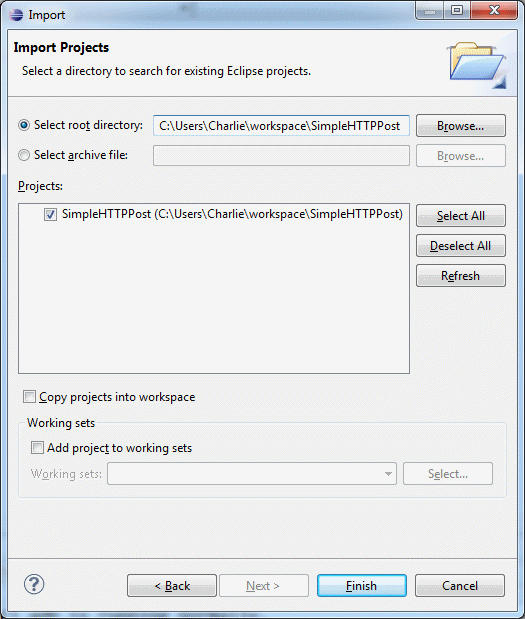 Import
Import Projects
Select a directory to search for existing Eclipse projects.
Select root directory: C:\Users\Charlie\workspace\SimpleHTTPPost Browse...
Select archive file: Browse...
Projects:
SimpleHTTPPost (C:\Users\Charlie\workspace\SimpleHTTPPost)
Select All
Deselect All
Refresh
Copy projects into workspace
Working sets
Add project to working sets
Working sets: Select...
? < Back Next > Finish Cancel